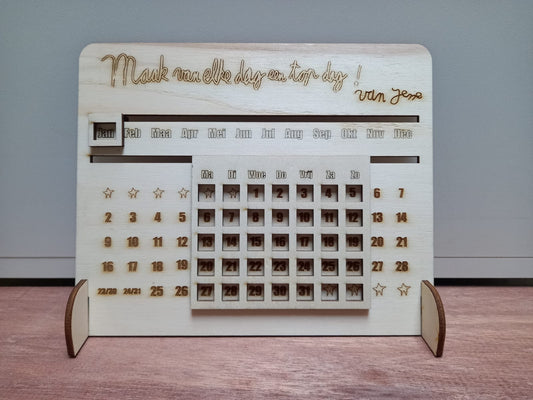 Maak van elke dag een top dag !
van Jesse
Jan Feb Maa Apr Mei Jun Jul Aug Sep Okt Nov Dec
Ma Di Woe Do Vrij Za Zo
☆ ☆ ☆ ☆ ☆ ☆ 1 2 3 4 5 6 7
2 3 4 5 6 7 8 9 10 11 12 13 14
9 10 11 12 13 14 15 16 17 18 19 20 21
16 17 18 19 20 21 22 23 24 25 26 27 28
23/30 24/31 25 26 27 28 29 30 31 ☆ ☆ ☆ ☆